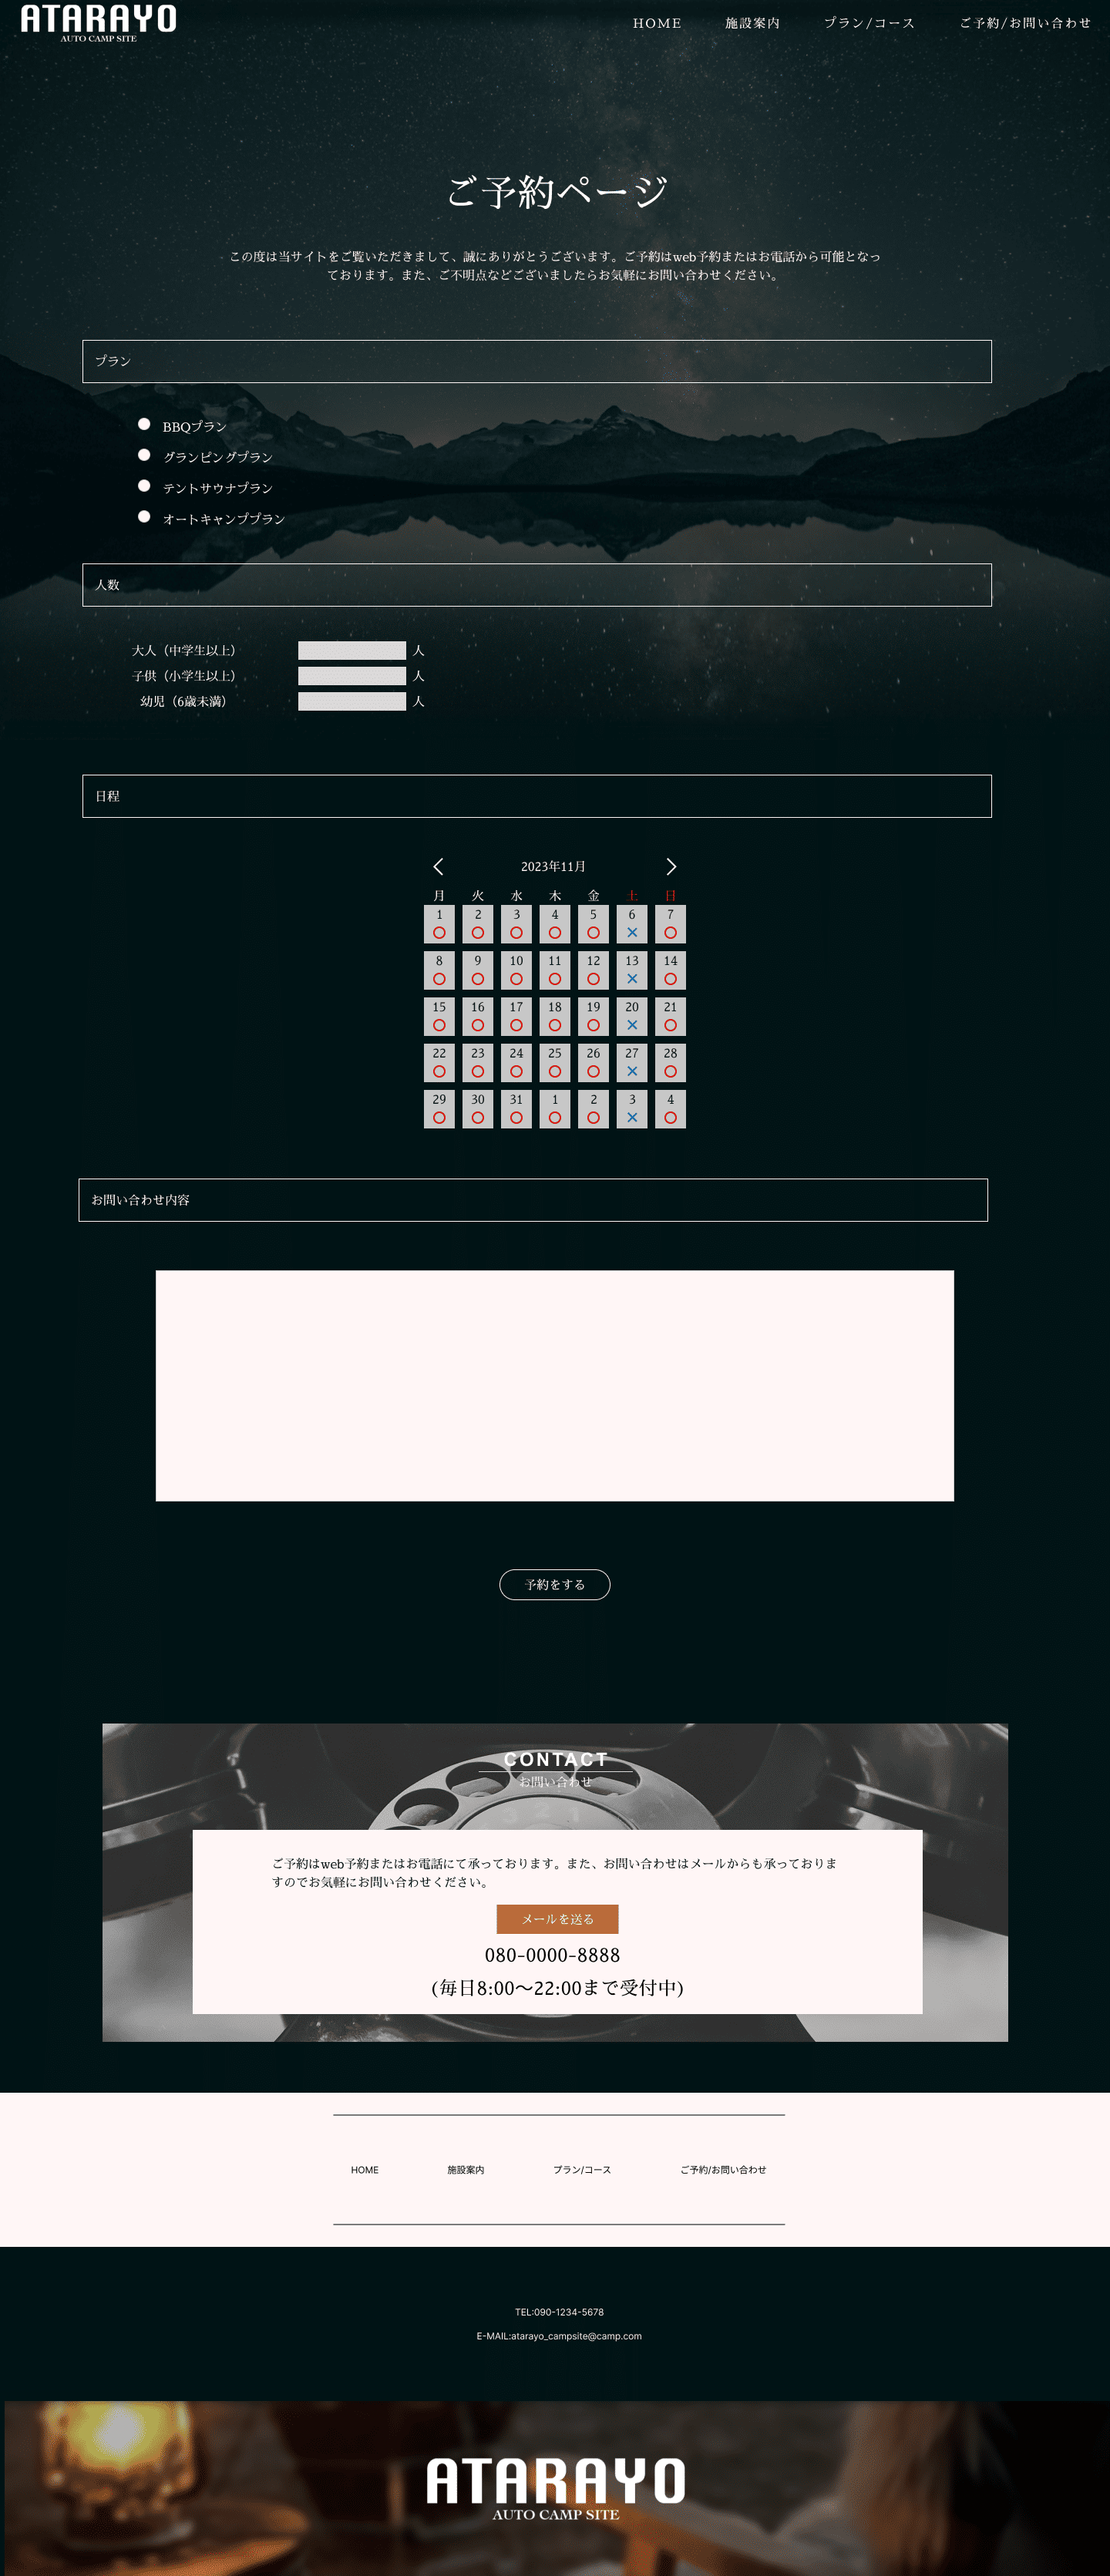 ATARAYO
AUTO CAMP SITE
HOME 施設案内 プラン/コース ご予約/お問い合わせ
ご予約ページ
この度は当サイトをご覧いただきまして、誠にありがとうございます。ご予約はweb予約またはお電話から可能となっ
ております。また、ご不明点などございましたらお気軽にお問い合わせください。
プラン
BBQプラン
グランピングプラン
テントサウナプラン
オートキャンププラン
人数
大人（中学生以上） 人
子供（小学生以上） 人
幼児（6歳未満） 人
日程
2023年11月
月 火 水 木 金 土 日
1 2 3 4 5 6 7
8 9 10 11 12 13 14
15 16 17 18 19 20 21
22 23 24 25 26 27 28
29 30 31 1 2 3 4
お問い合わせ内容
予約をする
CONTACT
お問い合わせ
ご予約はweb予約またはお電話にて承っております。また、お問い合わせはメールからも承っておりま
すのでお気軽にお問い合わせください。
メールを送る
080-0000-8888
(毎日8:00〜22:00まで受付中)
HOME 施設案内 プラン/コース ご予約/お問い合わせ
TEL:090-1234-5678
E-MAIL:atarayo_campsite@camp.com
ATARAYO
AUTO CAMP SITE